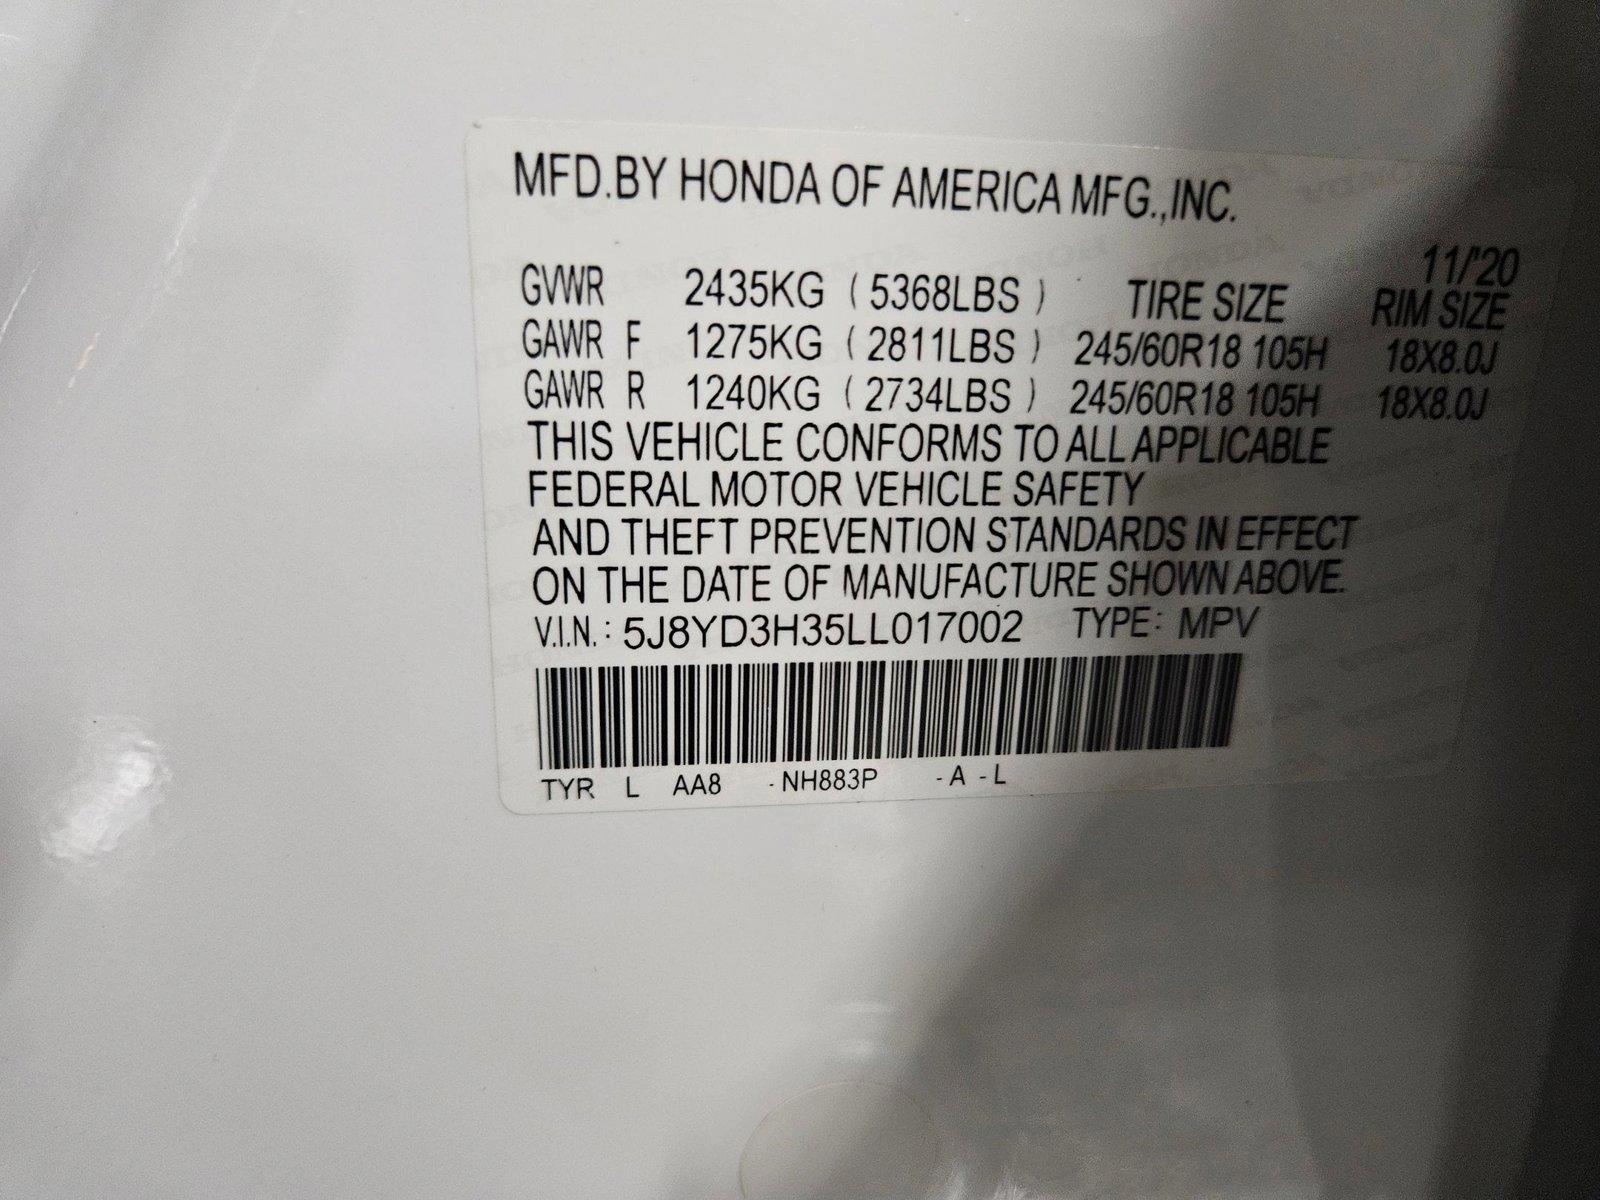 MFD.BY HONDA OF AMERICA MFG.,INC.
11/'20
GVWR 2435KG ( 5368LBS ) TIRE SIZE RIM SIZE
GAWR F 1275KG ( 2811LBS ) 245/60R18 105H 18X8.0J
GAWR R 1240KG ( 2734LBS ) 245/60R18 105H 18X8.0J
THIS VEHICLE CONFORMS TO ALL APPLICABLE
FEDERAL MOTOR VEHICLE SAFETY
AND THEFT PREVENTION STANDARDS IN EFFECT
ON THE DATE OF MANUFACTURE SHOWN ABOVE.
V.I.N.: 5J8YD3H35LL017002 TYPE: MPV
TYR L AA8 - NH883P - A - L